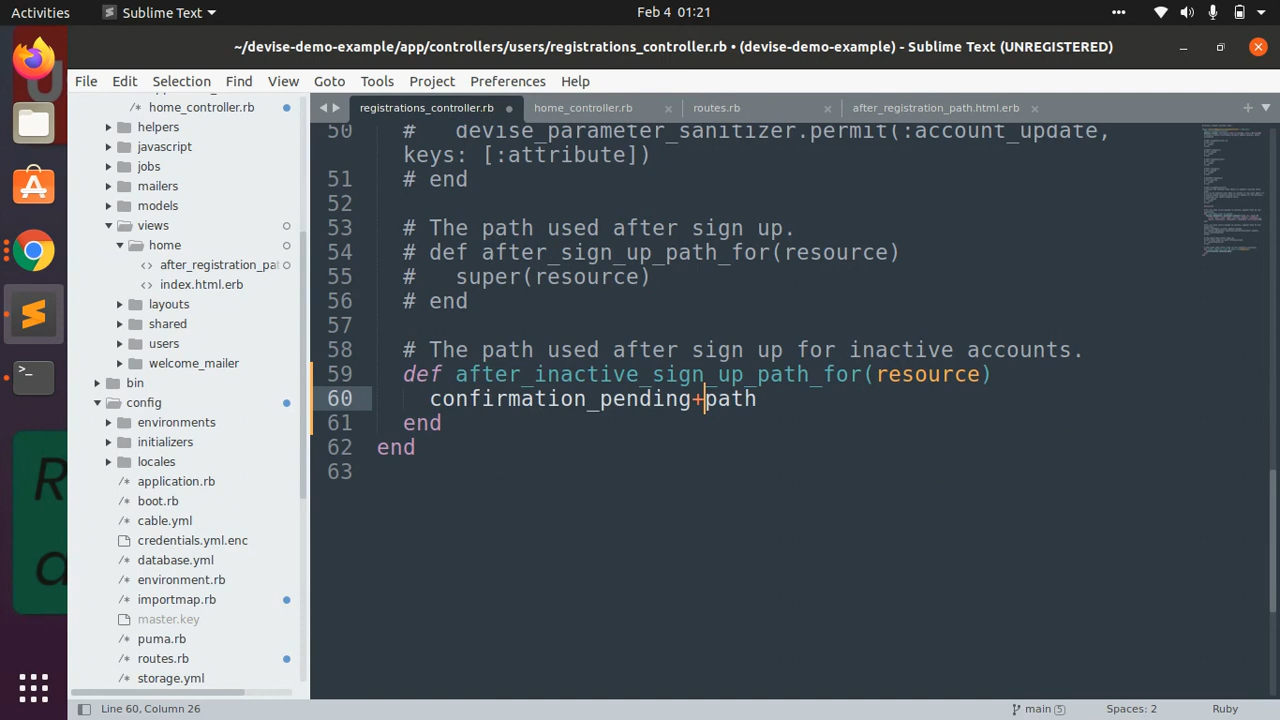 Activities
Sublime Text
Feb 4 01:21
~/devise-demo-example/app/controllers/users/registrations_controller.rb • (devise-demo-example) - Sublime Text (UNREGISTERED)
File Edit Selection Find View Goto Tools Project Preferences Help
registrations_controller.rb
home_controller.rb
routes.rb
after_registration_path.html.erb
home_controller.rb
helpers
javascript
jobs
mailers
models
views
home
after_registration_pa
index.html.erb
layouts
shared
users
welcome_mailer
bin
config
environments
initializers
locales
application.rb
boot.rb
cable.yml
credentials.yml.enc
database.yml
environment.rb
importmap.rb
master.key
puma.rb
routes.rb
storage.yml
50 #   devise_parameter_sanitizer.permit(:account_update,
keys: [:attribute])
51 # end
52
53 # The path used after sign up.
54 # def after_sign_up_path_for(resource)
55 #   super(resource)
56 # end
57
58 # The path used after sign up for inactive accounts.
59 def after_inactive_sign_up_path_for(resource)
60 confirmation_pending+path
61 end
62 end
63
Line 60, Column 26
main 5
Spaces: 2
Ruby